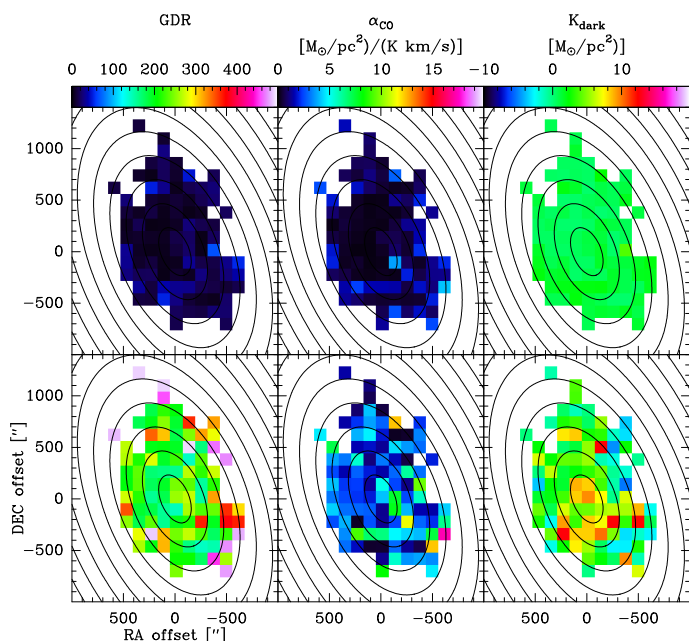 GDR α_CO K_dark
[M⊙/pc²]/(K km/s)] [M⊙/pc²]
0 100 200 300 400 0 5 10 15 −10 0 10
1000
500
0
−500
1000
500
0
−500
DEC offset ["]
500 0 −500 500 0 −500 500 0 −500
RA offset ["]